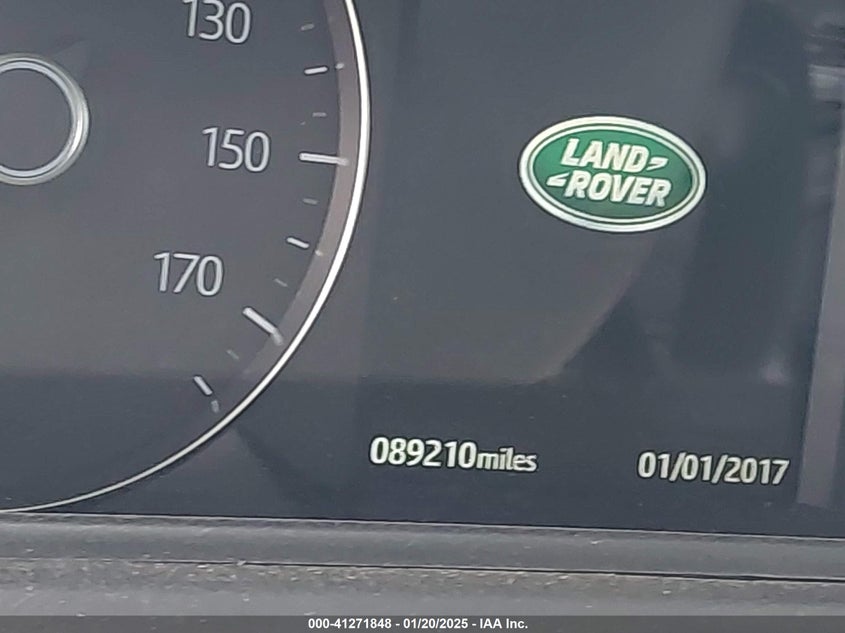 130
150
170
LAND
ROVER
089210miles
01/01/2017
000-41271848 - 01/20/2025 - IAA Inc.